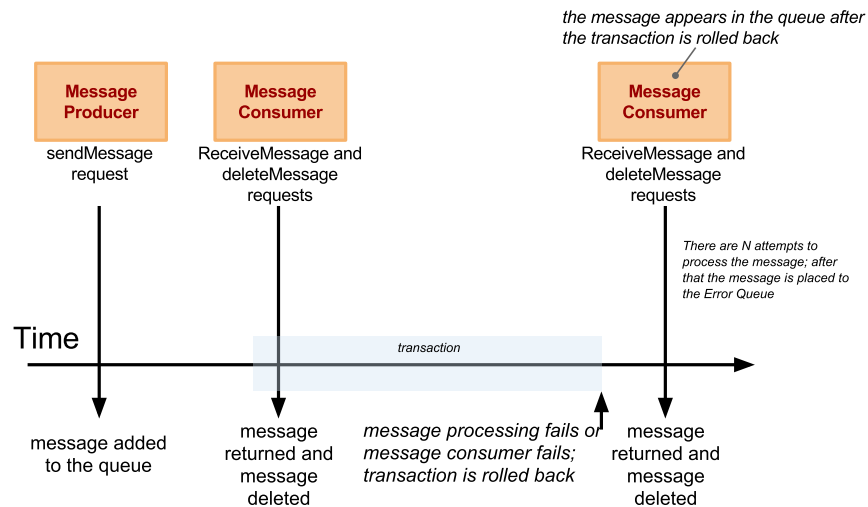 the message appears in the queue after
the transaction is rolled back
Message
Producer
Message
Consumer
Message
Consumer
sendMessage
request
ReceiveMessage and
deleteMessage
requests
ReceiveMessage and
deleteMessage
requests
There are N attempts to
process the message; after
that the message is placed to
the Error Queue
Time
transaction
message added
to the queue
message
returned and
message
deleted
message processing fails or
message consumer fails;
transaction is rolled back
message
returned and
message
deleted